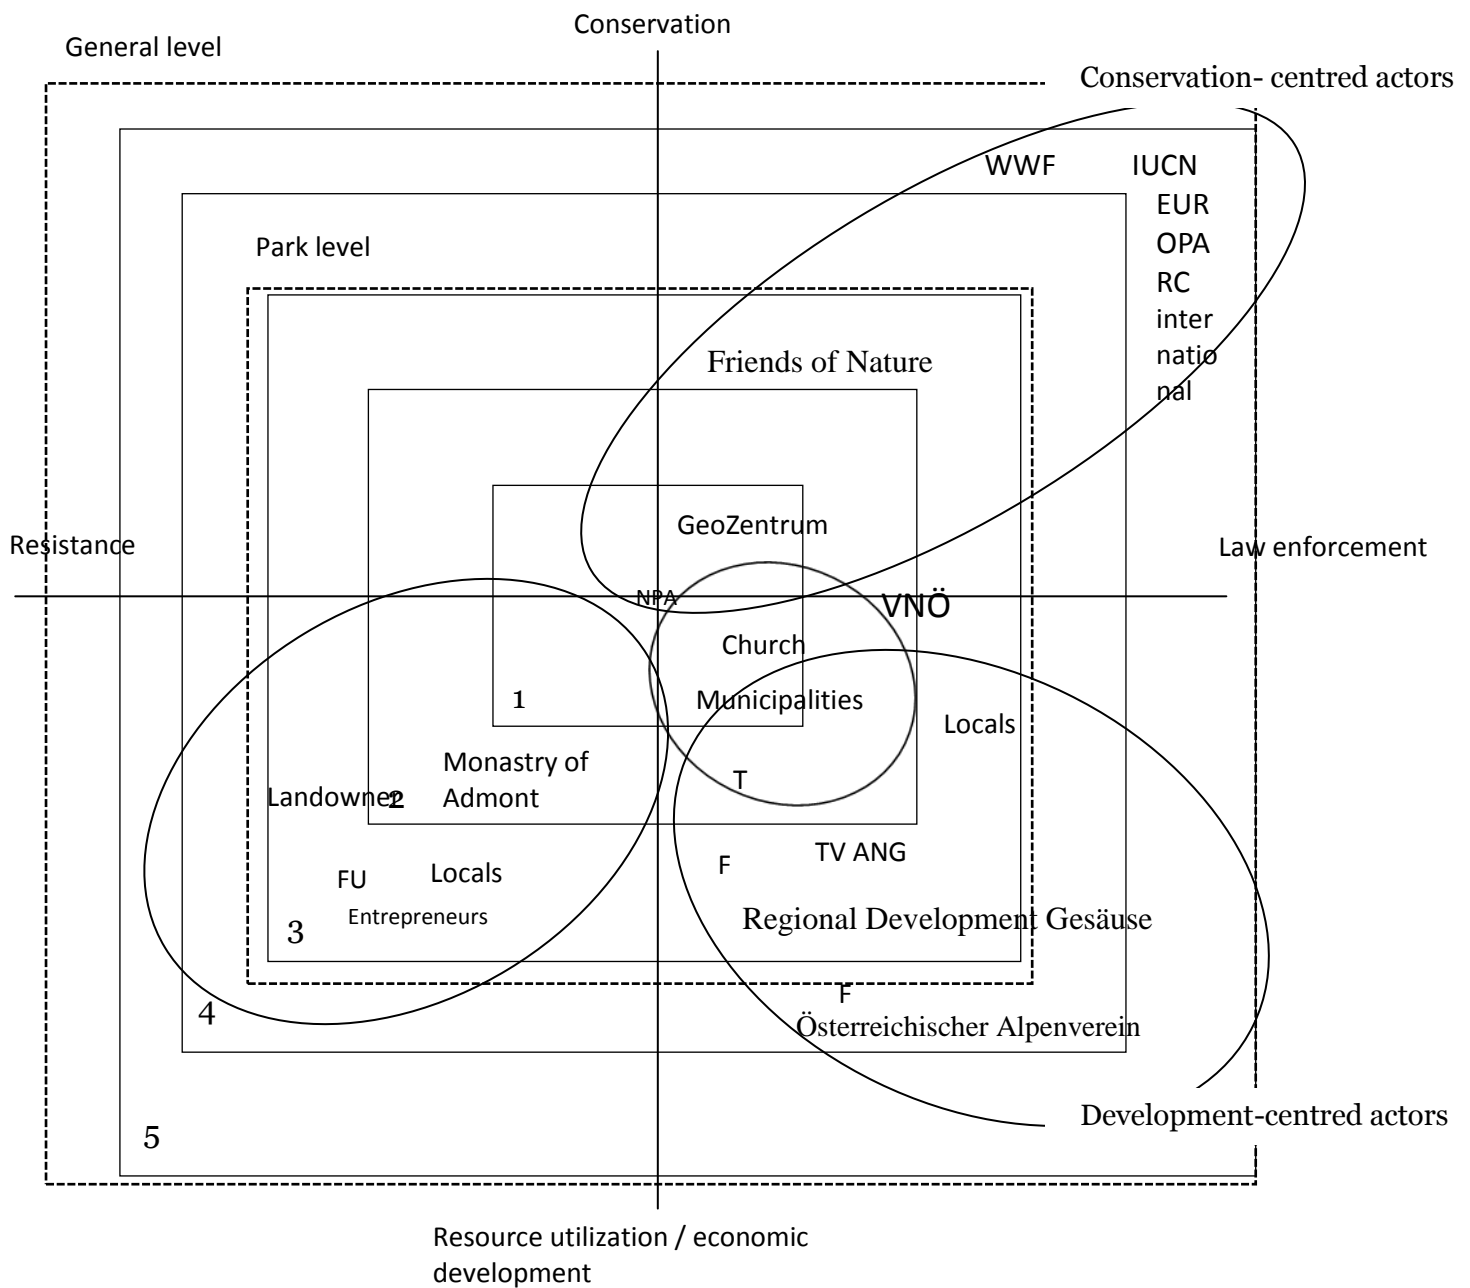 Conservation
General level
Conservation- centred actors
WWF
IUCN
EUR
OPA
RC
inter
natio
nal
Park level
Friends of Nature
GeoZentrum
Resistance
Law enforcement
NPA
VNÖ
Church
1
Municipalities
Locals
Monastry of
Admont
Landowner
2
T
TV ANG
F
FU
Locals
Entrepreneurs
3
Regional Development Gesäuse
F
4
Österreichischer Alpenverein
Development-centred actors
5
Resource utilization / economic
development